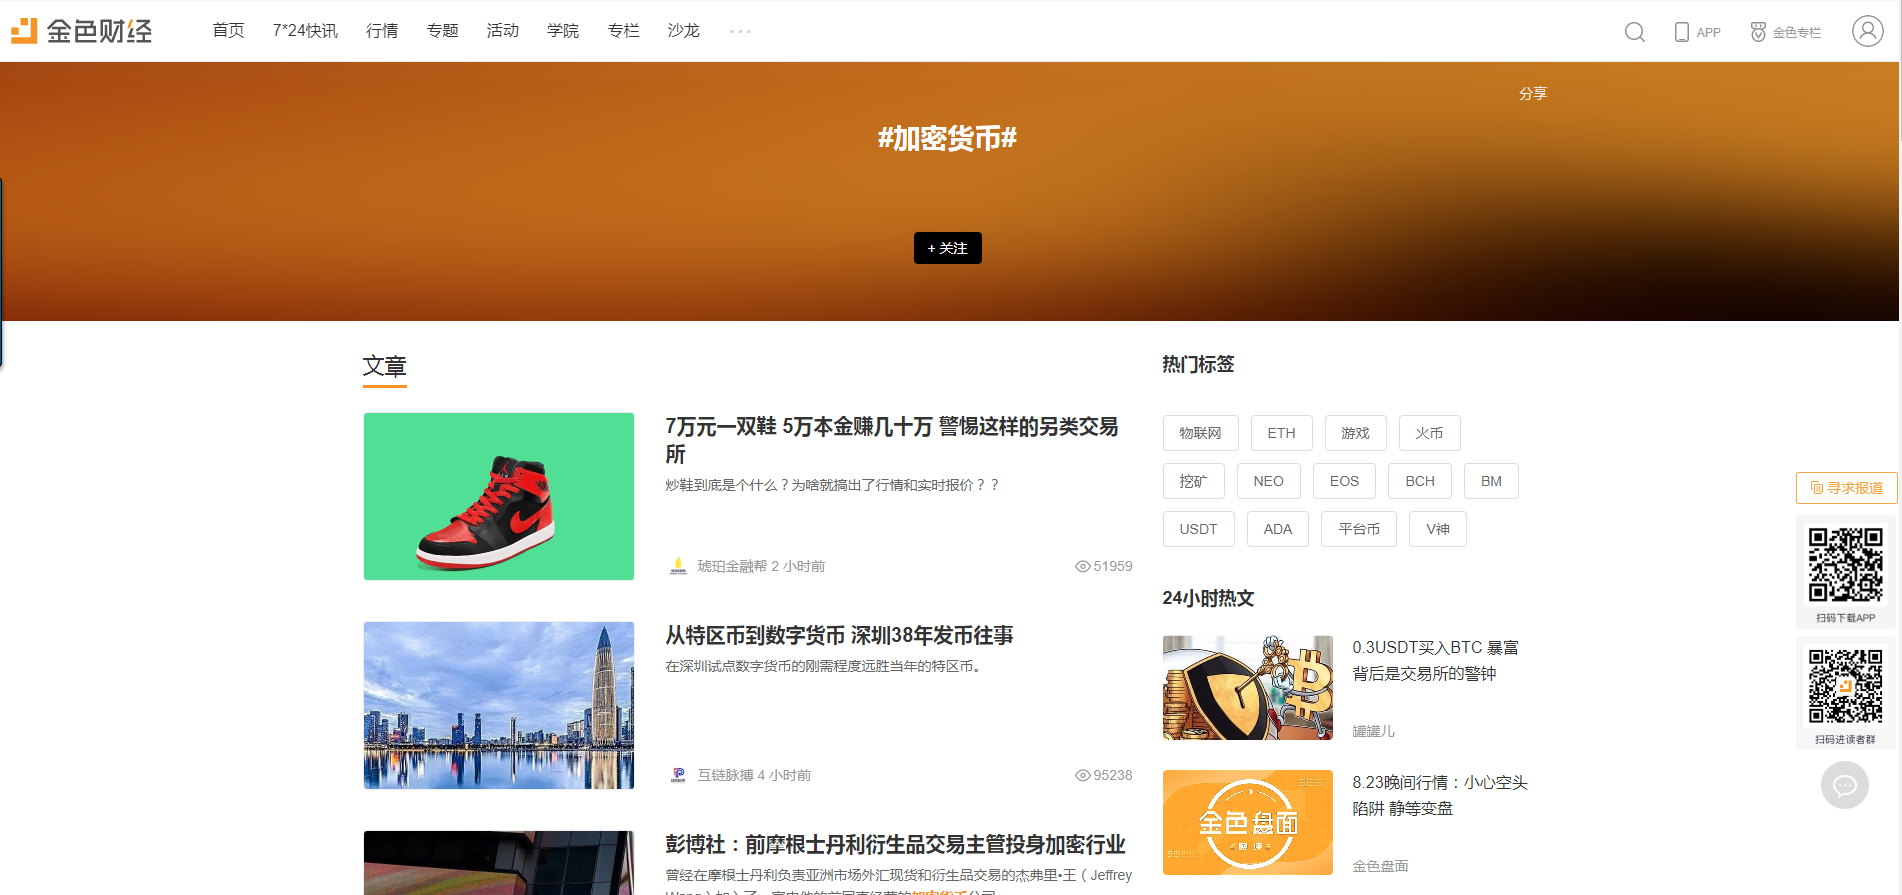 金色财经
首页
7*24快讯
行情
专题
活动
学院
专栏
沙龙
APP
金色专栏
分享
#加密货币#
+ 关注
文章
7万元一双鞋 5万本金赚几十万 警惕这样的另类交易
所
炒鞋到底是个什么？为啥就搞出了行情和实时报价？？
琥珀金融帮 2 小时前
51959
从特区币到数字货币 深圳38年发币往事
在深圳试点数字货币的刚需程度远胜当年的特区币。
互链脉搏 4 小时前
95238
彭博社：前摩根士丹利衍生品交易主管投身加密行业
曾经在摩根士丹利负责亚洲市场外汇现货和衍生品交易的杰弗里•王（Jeffrey
热门标签
物联网
ETH
游戏
火币
挖矿
NEO
EOS
BCH
BM
USDT
ADA
平台币
V神
24小时热文
0.3USDT买入BTC 暴富
背后是交易所的警钟
罐罐儿
金色盘面
8.23晚间行情：小心空头
陷阱 静等变盘
金色盘面
寻求报道
扫码下载APP
扫码进读者群